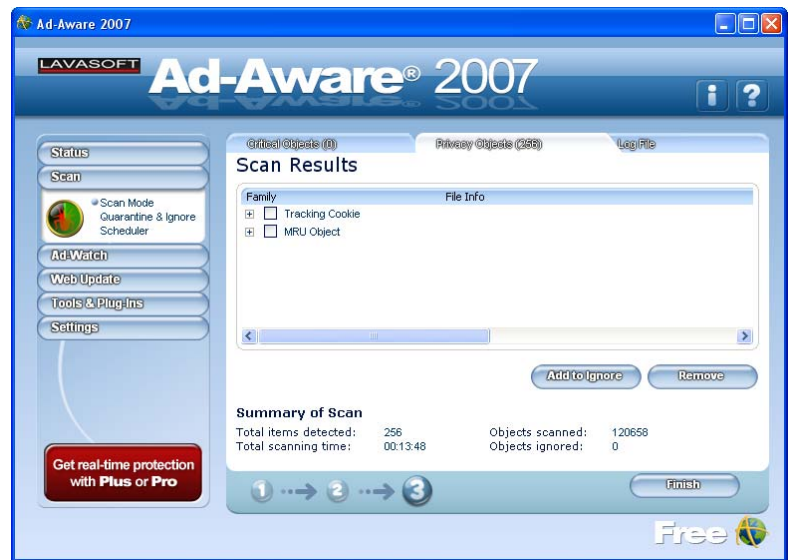 Ad-Aware 2007
LAVASOFT
Ad-Aware® 2007
i ?
Status
Scan
Scan Mode
Quarantine & Ignore
Scheduler
Ad-Watch
Web Update
Tools & Plug-Ins
Settings
Get real-time protection
with Plus or Pro
Critical Objects (0) Privacy Objects (256) Log File
Scan Results
Family File Info
Tracking Cookie
MRU Object
Add to Ignore Remove
Summary of Scan
Total items detected: 256 Objects scanned: 120658
Total scanning time: 00:13:48 Objects ignored: 0
1 2 3
Finish
Free